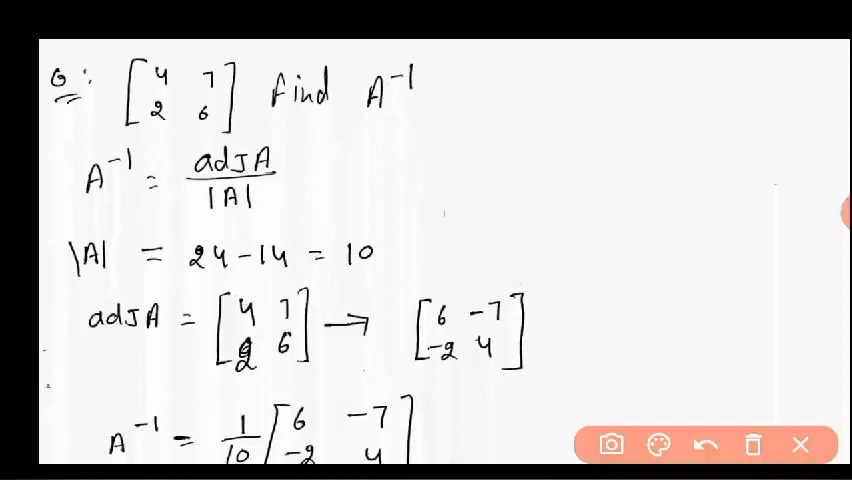 Q: [4 7 Find A⁻¹
2 6]
A⁻¹ = adJA
|A|
|A| = 24-14 = 10
adJA = [4 7 → [6 -7
2 6] -2 4]
A⁻¹ = 1 [6 -7
10 -2 4]